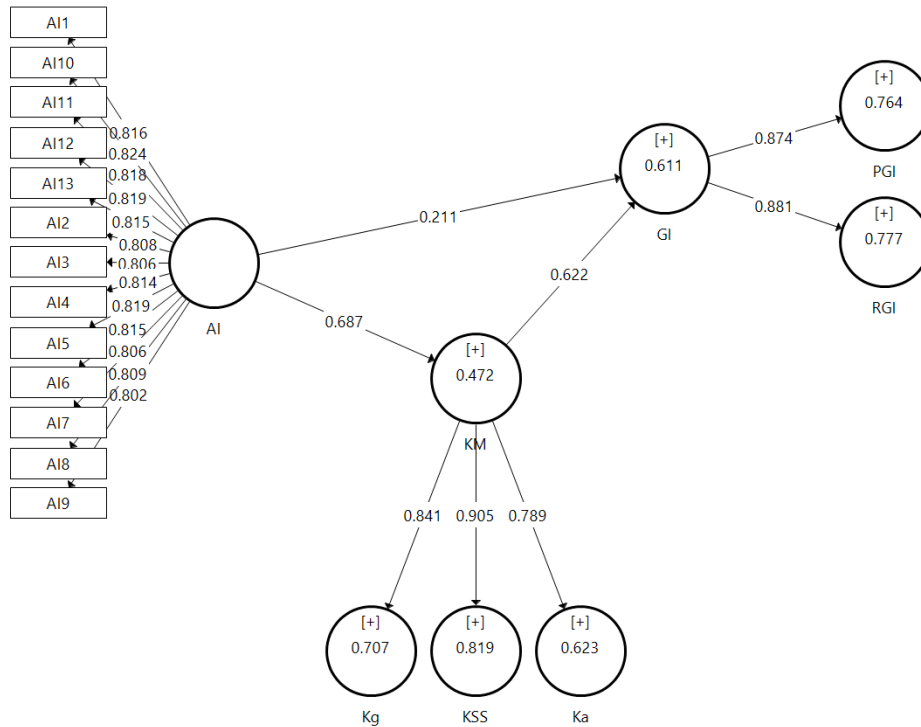 AI1
AI10
AI11
AI12
AI13
AI2
AI3
AI4
AI5
AI6
AI7
AI8
AI9
0.816
0.824
0.818
0.819
0.815
0.808
0.806
0.814
0.819
0.815
0.806
0.809
0.802
AI
0.211
0.687
[+]
0.611
GI
0.622
0.874
0.881
[+]
0.764
PGI
[+]
0.777
RGI
[+]
0.472
KM
0.841
0.905
0.789
[+]
0.707
Kg
[+]
0.819
KSS
[+]
0.623
Ka